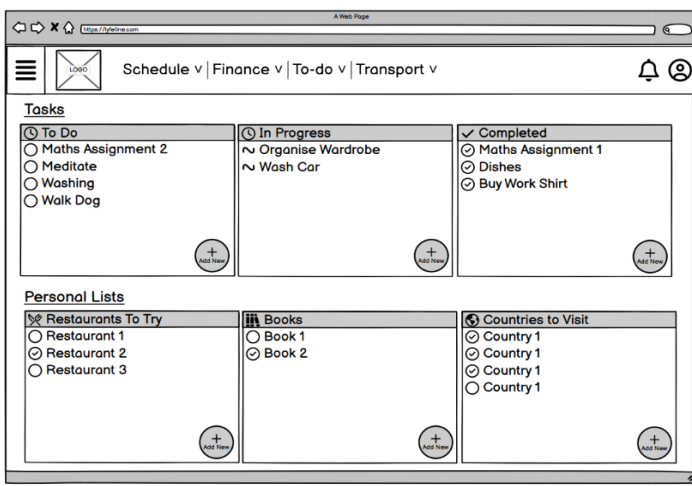 A Web Page
https://lyfeline.com
LOGO
Schedule v | Finance v | To-do v | Transport v
Tasks
To Do
Maths Assignment 2
Meditate
Washing
Walk Dog
Add New
In Progress
Organise Wardrobe
Wash Car
Add New
Completed
Maths Assignment 1
Dishes
Buy Work Shirt
Add New
Personal Lists
Restaurants To Try
Restaurant 1
Restaurant 2
Restaurant 3
Add New
Books
Book 1
Book 2
Add New
Countries to Visit
Country 1
Country 1
Country 1
Country 1
Add New